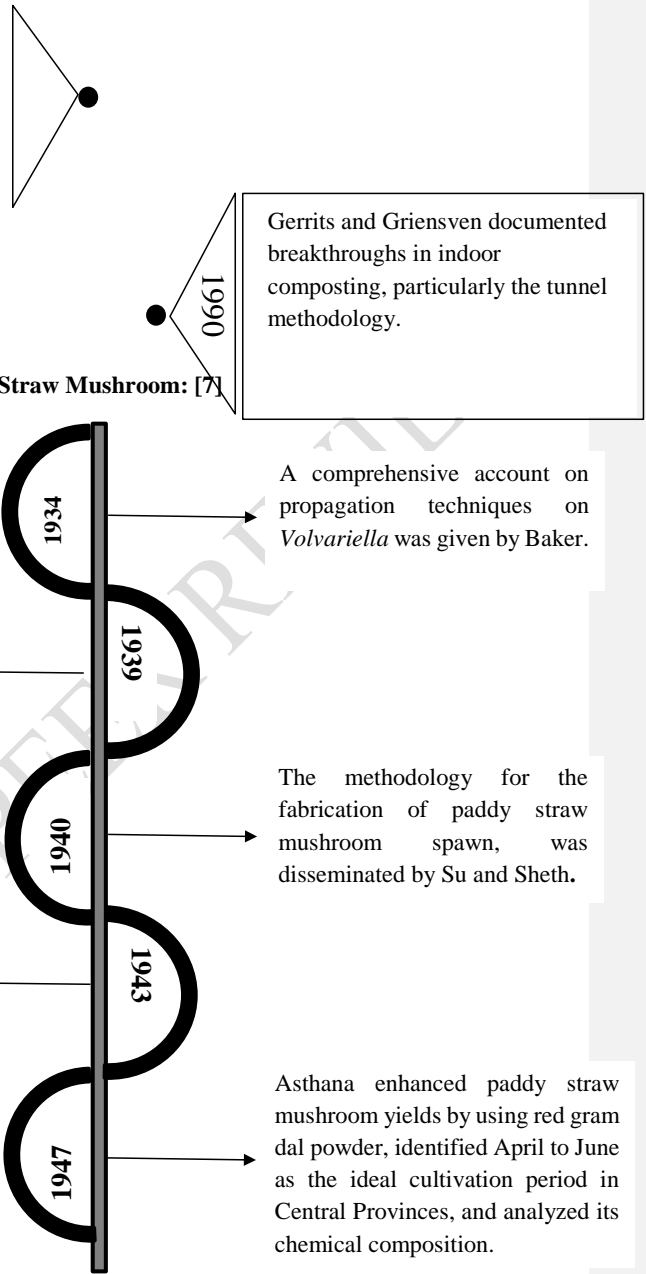 1990
Gerrits and Griensven documented
breakthroughs in indoor
composting, particularly the tunnel
methodology.
Straw Mushroom: [7]
1934
A comprehensive account on
propagation techniques on
Volvariella was given by Baker.
1939
1940
The methodology for the
fabrication of paddy straw
mushroom spawn, was
disseminated by Su and Sheth.
1943
1947
Asthana enhanced paddy straw
mushroom yields by using red gram
dal powder, identified April to June
as the ideal cultivation period in
Central Provinces, and analyzed its
chemical composition.